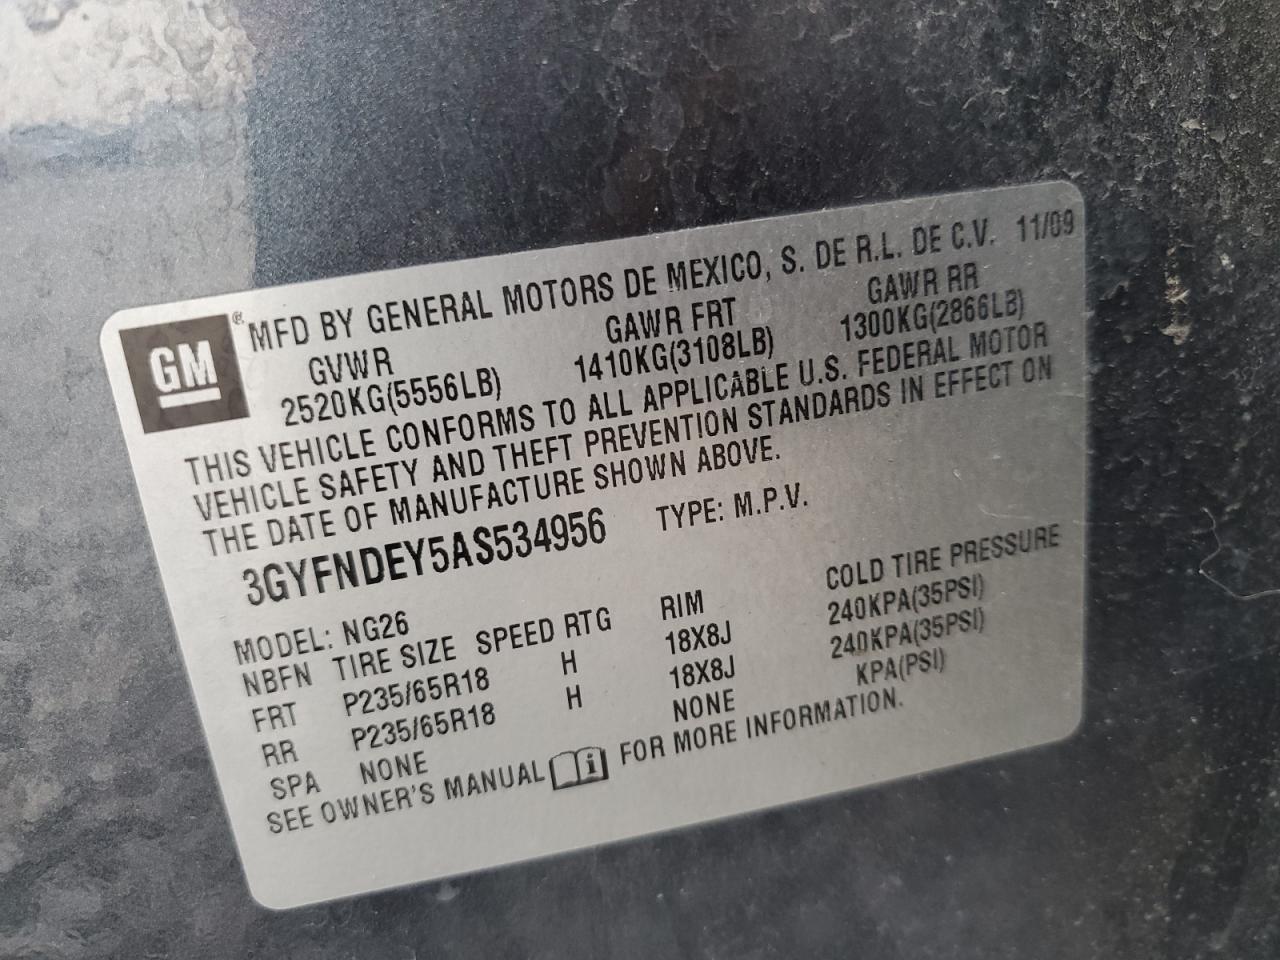 GM ® MFD BY GENERAL MOTORS DE MEXICO, S. DE R.L. DE C.V. 11/09
GVWR GAWR FRT GAWR RR
2520KG(5556LB) 1410KG(3108LB) 1300KG(2866LB)
THIS VEHICLE CONFORMS TO ALL APPLICABLE U.S. FEDERAL MOTOR
VEHICLE SAFETY AND THEFT PREVENTION STANDARDS IN EFFECT ON
THE DATE OF MANUFACTURE SHOWN ABOVE.
3GYFNDEY5AS534956 TYPE: M.P.V.
MODEL: NG26
NBFN TIRE SIZE SPEED RTG RIM COLD TIRE PRESSURE
FRT P235/65R18 H 18X8J 240KPA(35PSI)
RR P235/65R18 H 18X8J 240KPA(35PSI)
SPA NONE NONE KPA(PSI)
SEE OWNER'S MANUAL i FOR MORE INFORMATION.